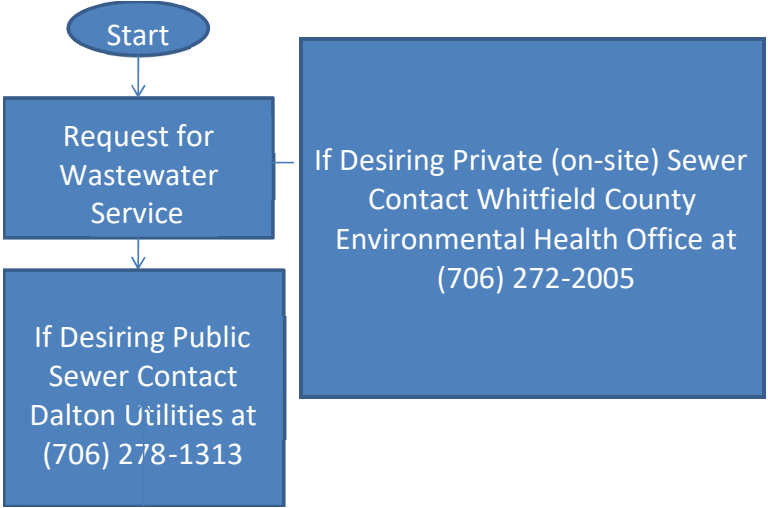 Start
Request for
Wastewater
Service
If Desiring Private (on-site) Sewer
Contact Whitfield County
Environmental Health Office at
(706) 272-2005
If Desiring Public
Sewer Contact
Dalton Utilities at
(706) 278-1313